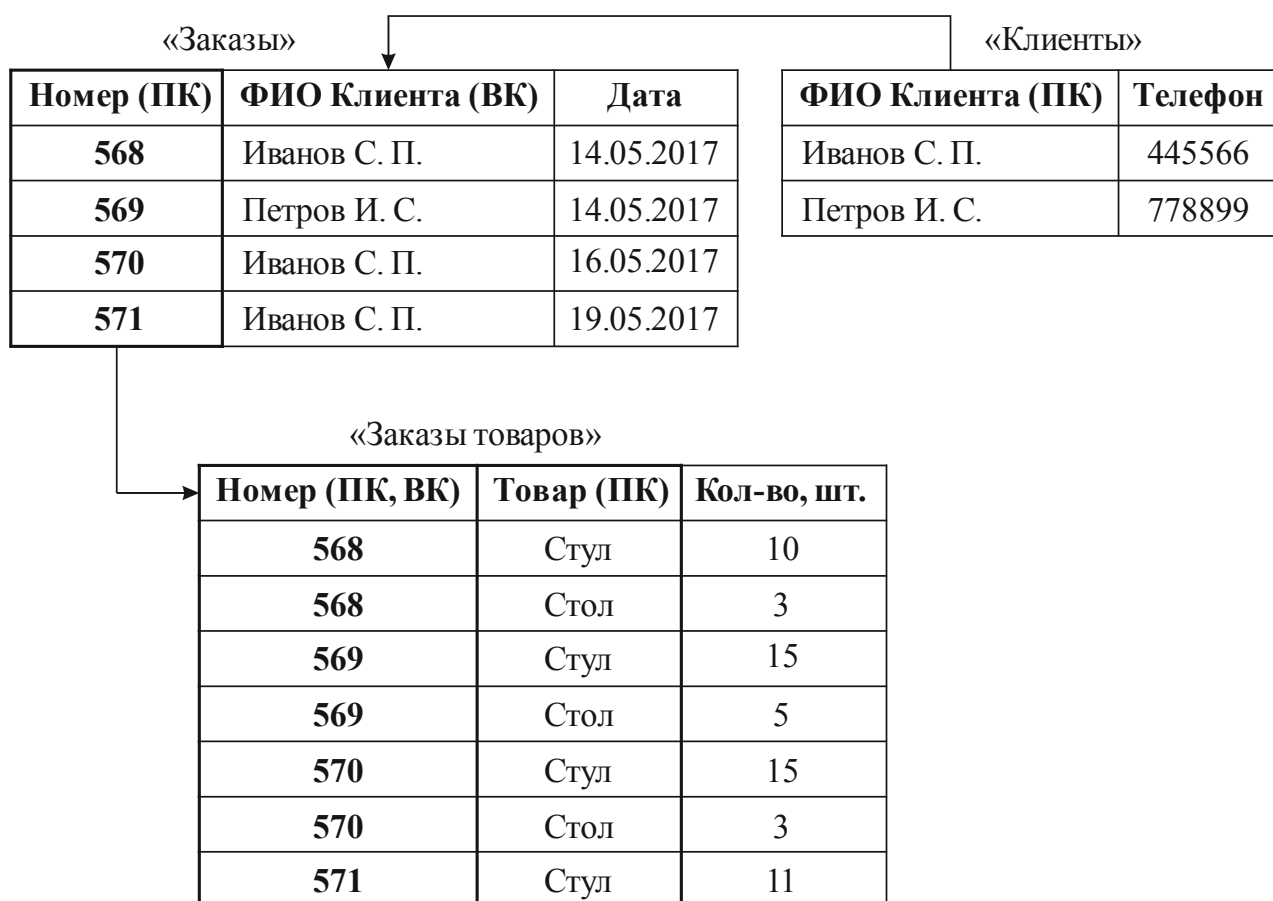 «Заказы» «Клиенты»
Номер (ПК) ФИО Клиента (ВК) Дата ФИО Клиента (ПК) Телефон
568 Иванов С. П. 14.05.2017 Иванов С. П. 445566
569 Петров И. С. 14.05.2017 Петров И. С. 778899
570 Иванов С. П. 16.05.2017
571 Иванов С. П. 19.05.2017
«Заказы товаров»
Номер (ПК, ВК) Товар (ПК) Кол-во, шт.
568 Стул 10
568 Стол 3
569 Стул 15
569 Стол 5
570 Стул 15
570 Стол 3
571 Стул 11